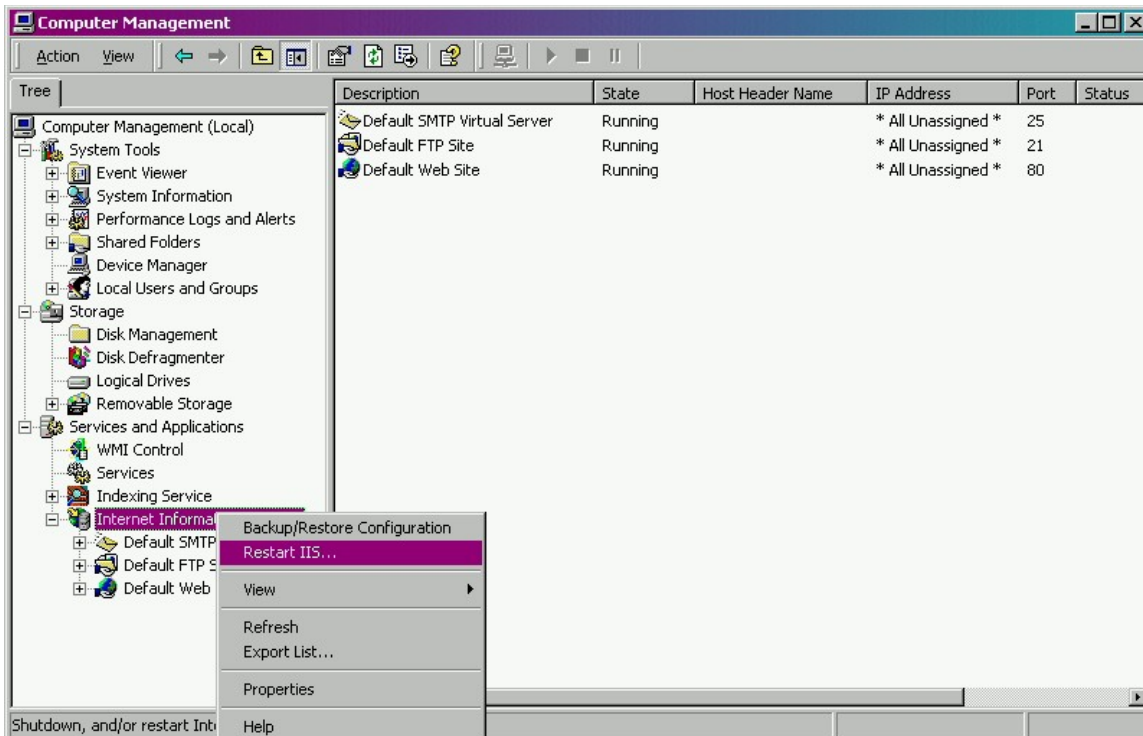 Computer Management
Action View
Tree
Description State Host Header Name IP Address Port Status
Computer Management (Local)
System Tools
Event Viewer
System Information
Performance Logs and Alerts
Shared Folders
Device Manager
Local Users and Groups
Storage
Disk Management
Disk Defragmenter
Logical Drives
Removable Storage
Services and Applications
WMI Control
Services
Indexing Service
Internet Informa
Default SMTP
Default FTP S
Default Web
Default SMTP Virtual Server Running * All Unassigned * 25
Default FTP Site Running * All Unassigned * 21
Default Web Site Running * All Unassigned * 80
Backup/Restore Configuration
Restart IIS...
View
Refresh
Export List...
Properties
Help
Shutdown, and/or restart Int